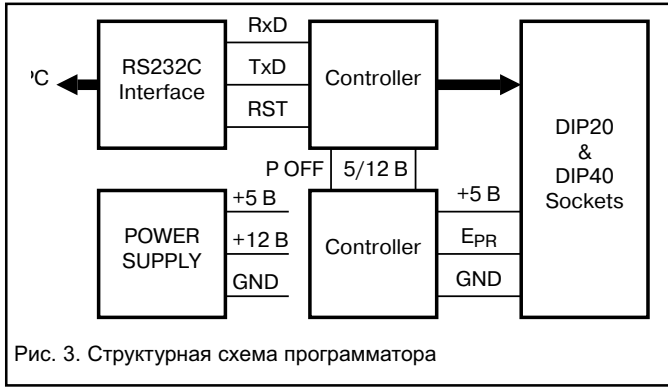 RxD
TxD
RST
RS232C
Interface
Controller
DIP20
&
DIP40
Sockets
P OFF
5/12 В
+5 В
+12 В
GND
POWER
SUPPLY
Controller
+5 В
EPR
GND
Рис. 3. Структурная схема программатора